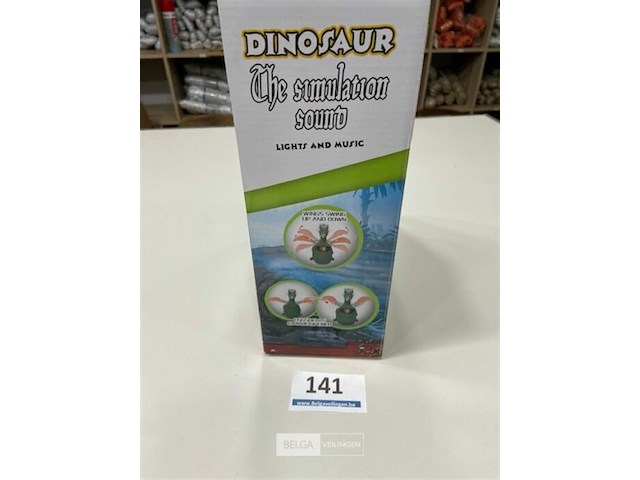 DINOSAUR
The simulation
sound
LIGHTS AND MUSIC
WINGS SWING
UP AND DOWN
141
www.Belgaveilingen.be
BELGA VEILINGEN